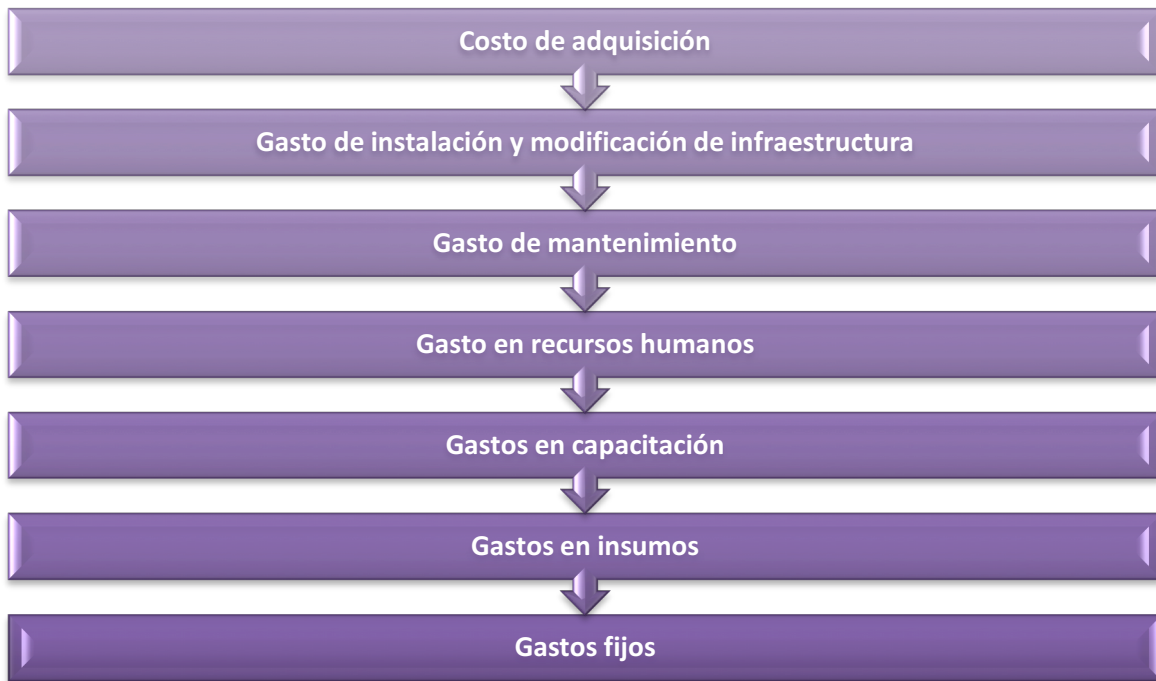 Costo de adquisición
Gasto de instalación y modificación de infraestructura
Gasto de mantenimiento
Gasto en recursos humanos
Gastos en capacitación
Gastos en insumos
Gastos fijos